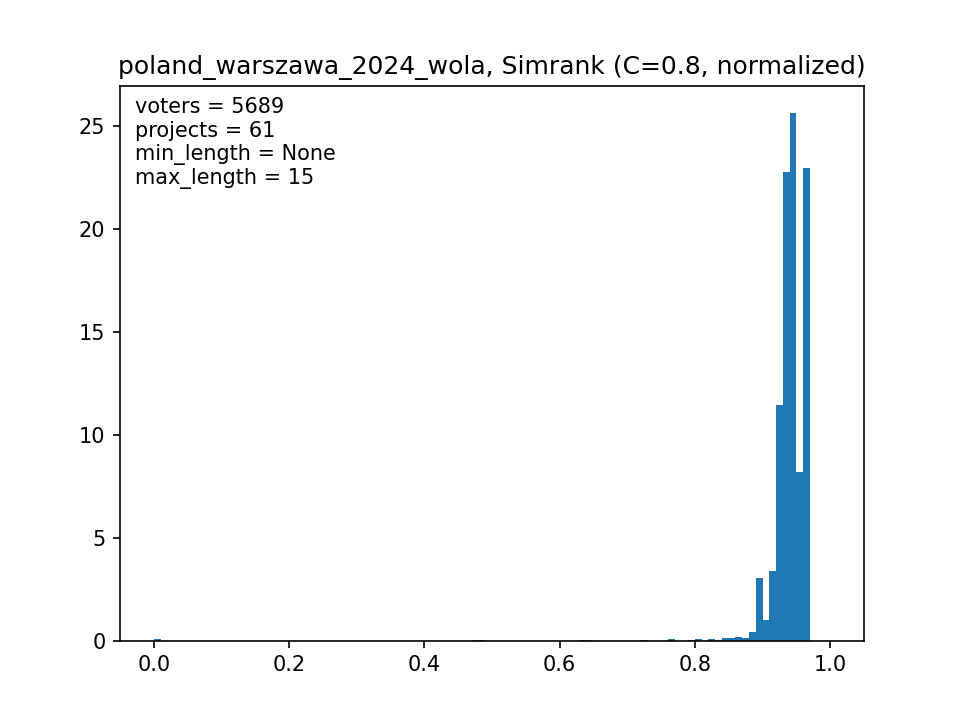 poland_warszawa_2024_wola, Simrank (C=0.8, normalized)
voters = 5689
projects = 61
min_length = None
max_length = 15
25
20
15
10
5
0
0.0 0.2 0.4 0.6 0.8 1.0